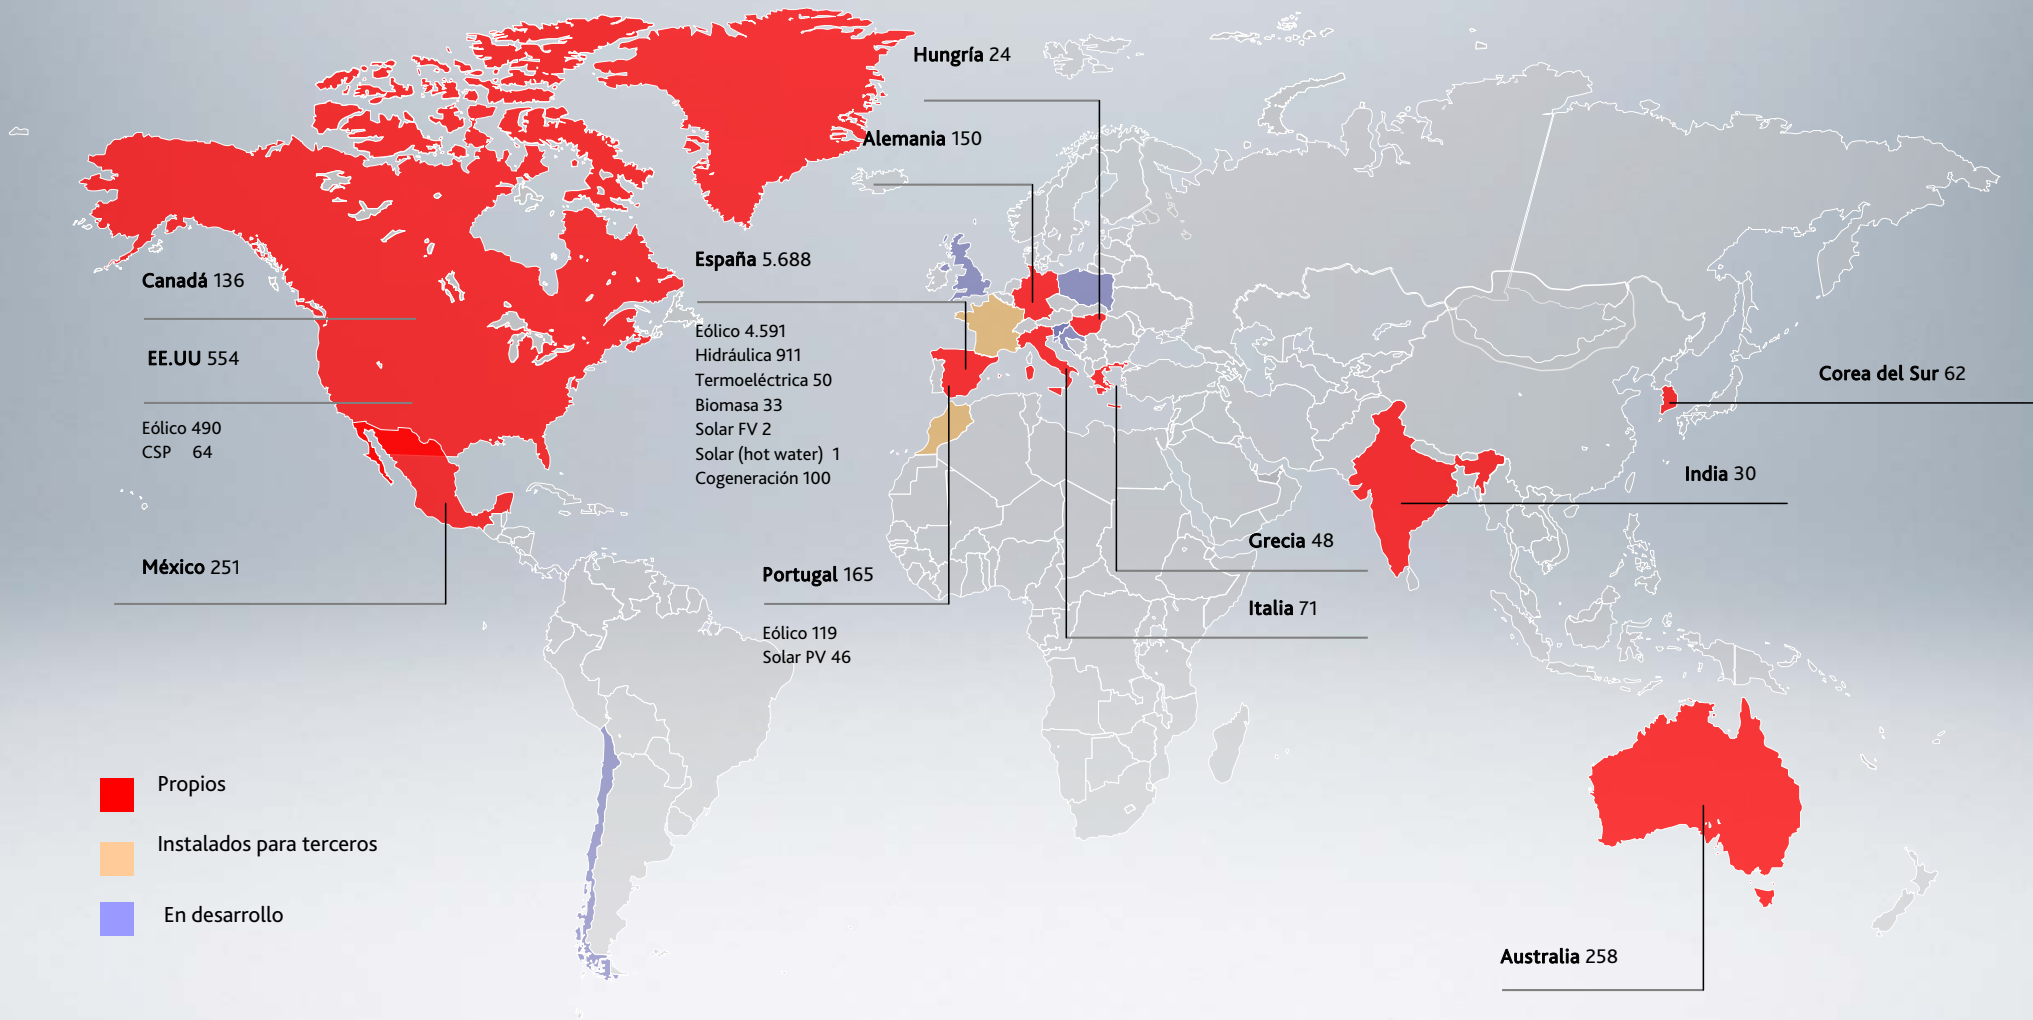 Hungría 24
Alemania 150
España 5.688
Eólico 4.591
Hidráulica 911
Termoeléctrica 50
Biomasa 33
Solar FV 2
Solar (hot water) 1
Cogeneración 100
Canadá 136
EE.UU 554
Eólico 490
CSP 64
México 251
Portugal 165
Eólico 119
Solar PV 46
Grecia 48
Italia 71
Corea del Sur 62
India 30
Australia 258
Propios
Instalados para terceros
En desarrollo